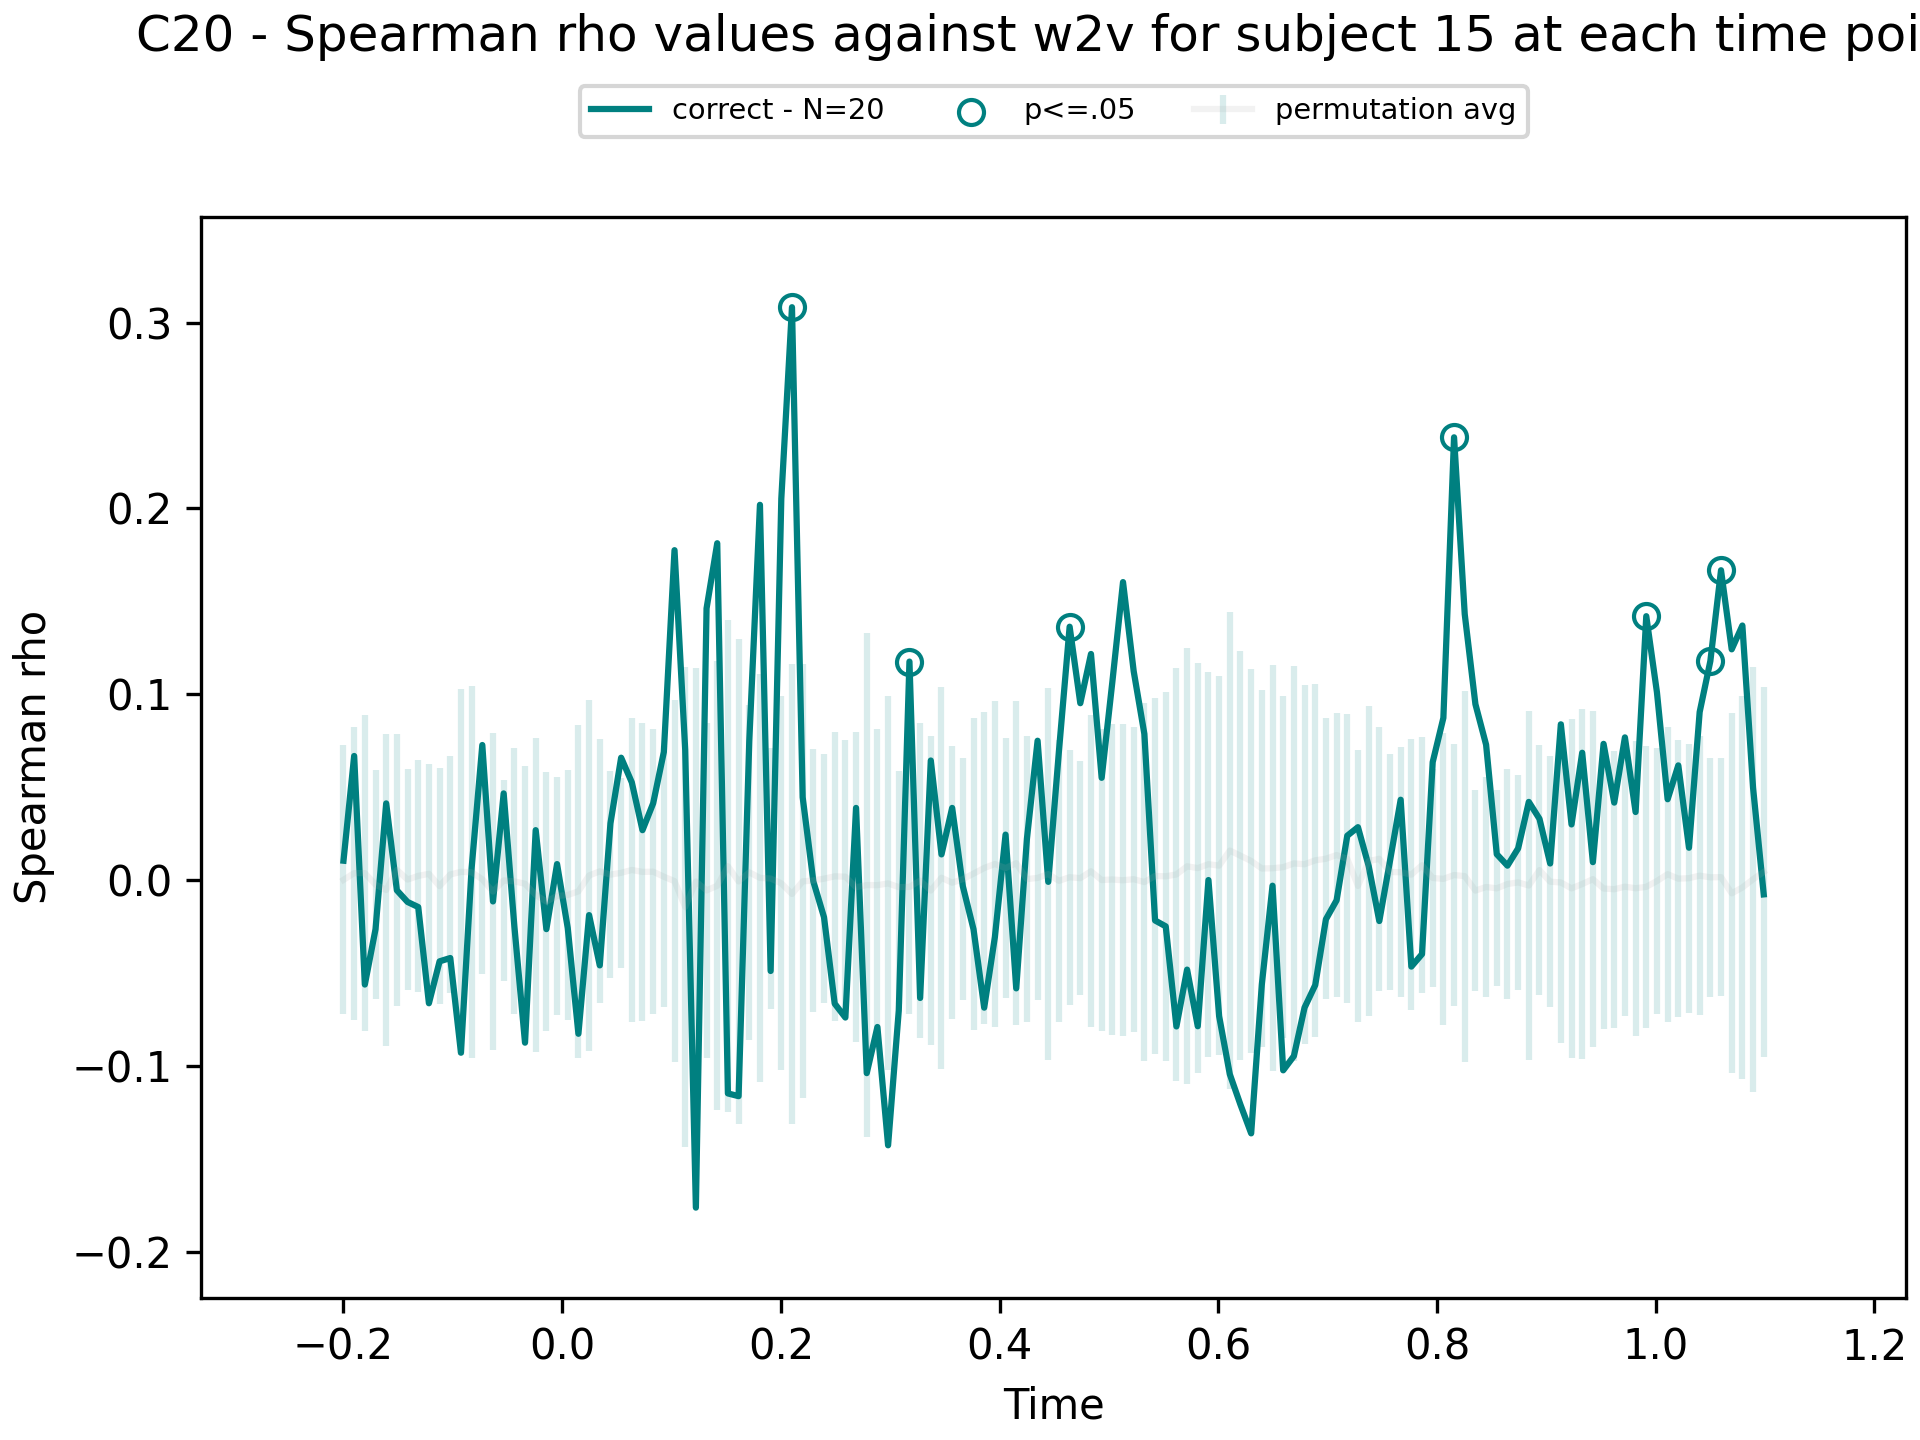 C20 - Spearman rho values against w2v for subject 15 at each time poi
correct - N=20
p<=.05
permutation avg
Spearman rho
0.3
0.2
0.1
0.0
−0.1
−0.2
−0.2
0.0
0.2
0.4
0.6
0.8
1.0
1.2
Time